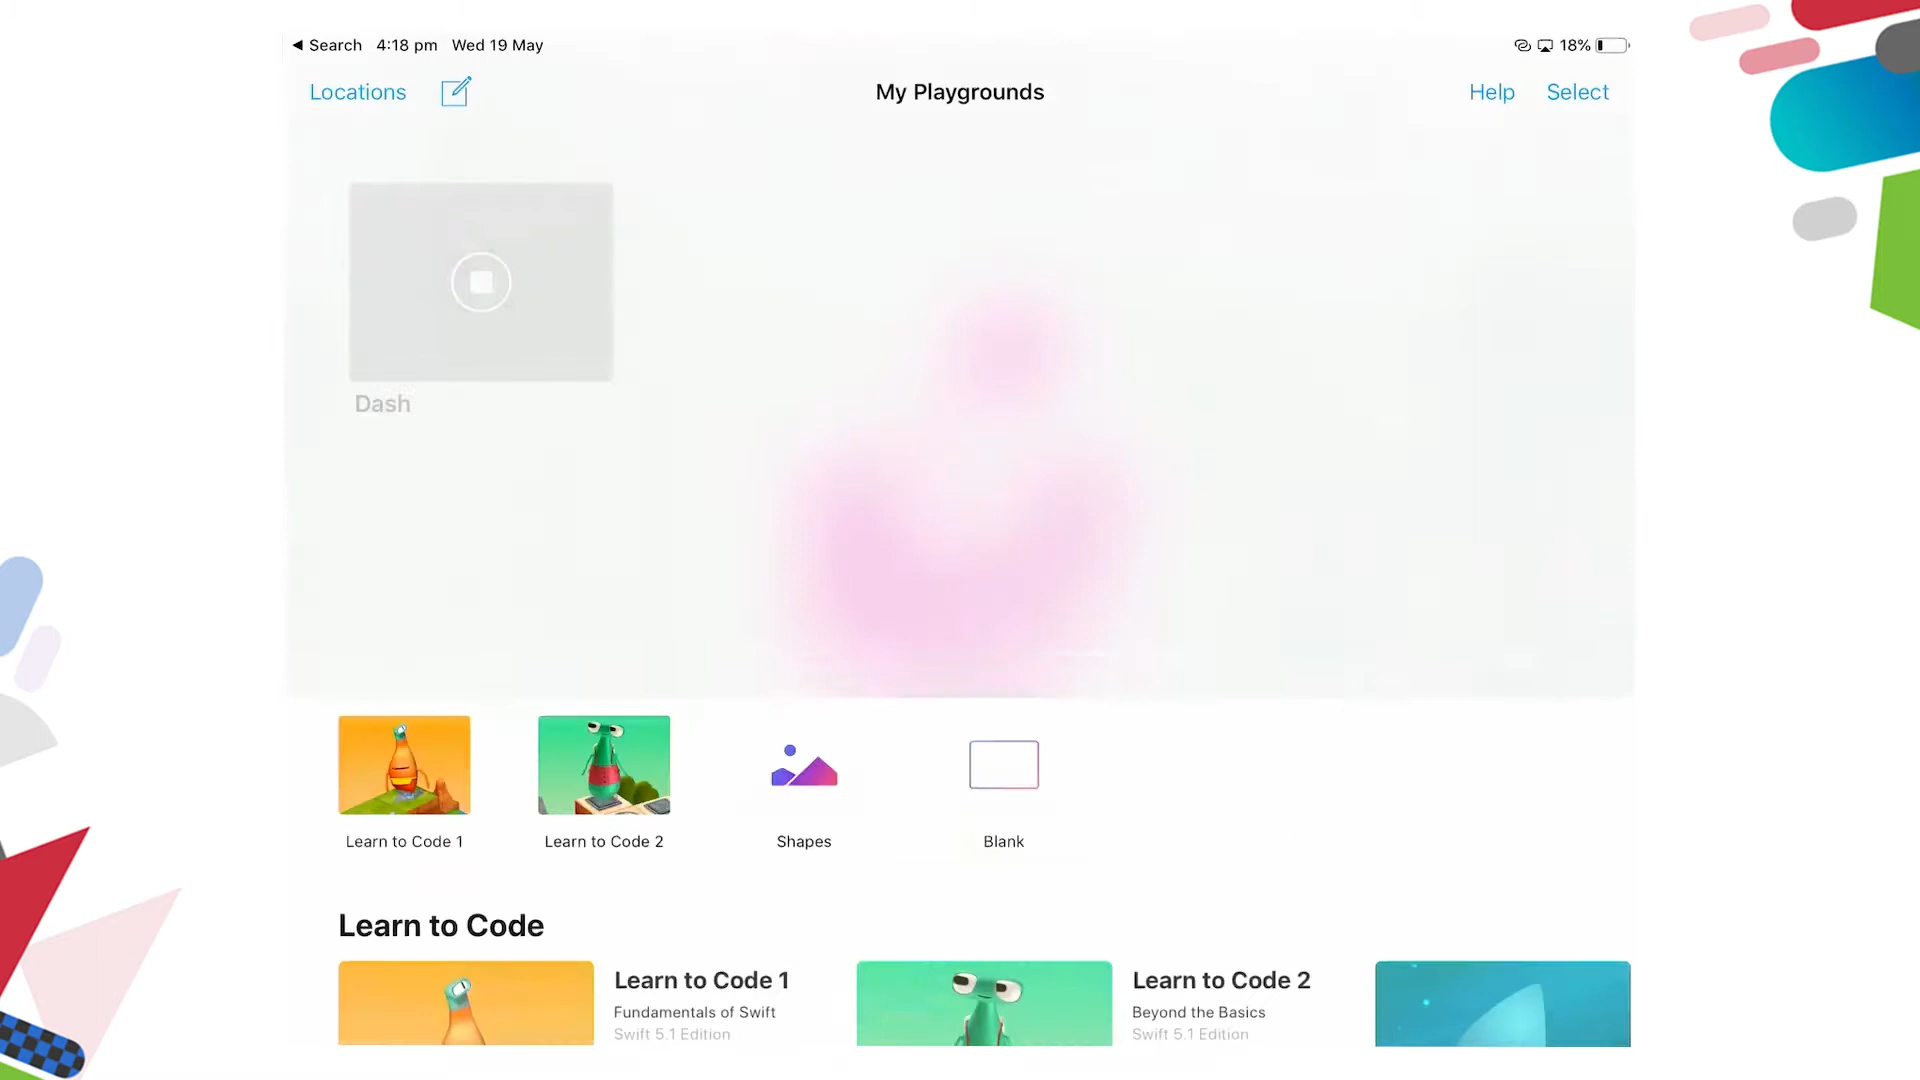 ◀ Search 4:18 pm Wed 19 May 18%
Locations My Playgrounds Help Select
Dash
Learn to Code 1 Learn to Code 2 Shapes Blank
Learn to Code
Learn to Code 1 Learn to Code 2
Fundamentals of Swift Beyond the Basics
Swift 5.1 Edition Swift 5.1 Edition